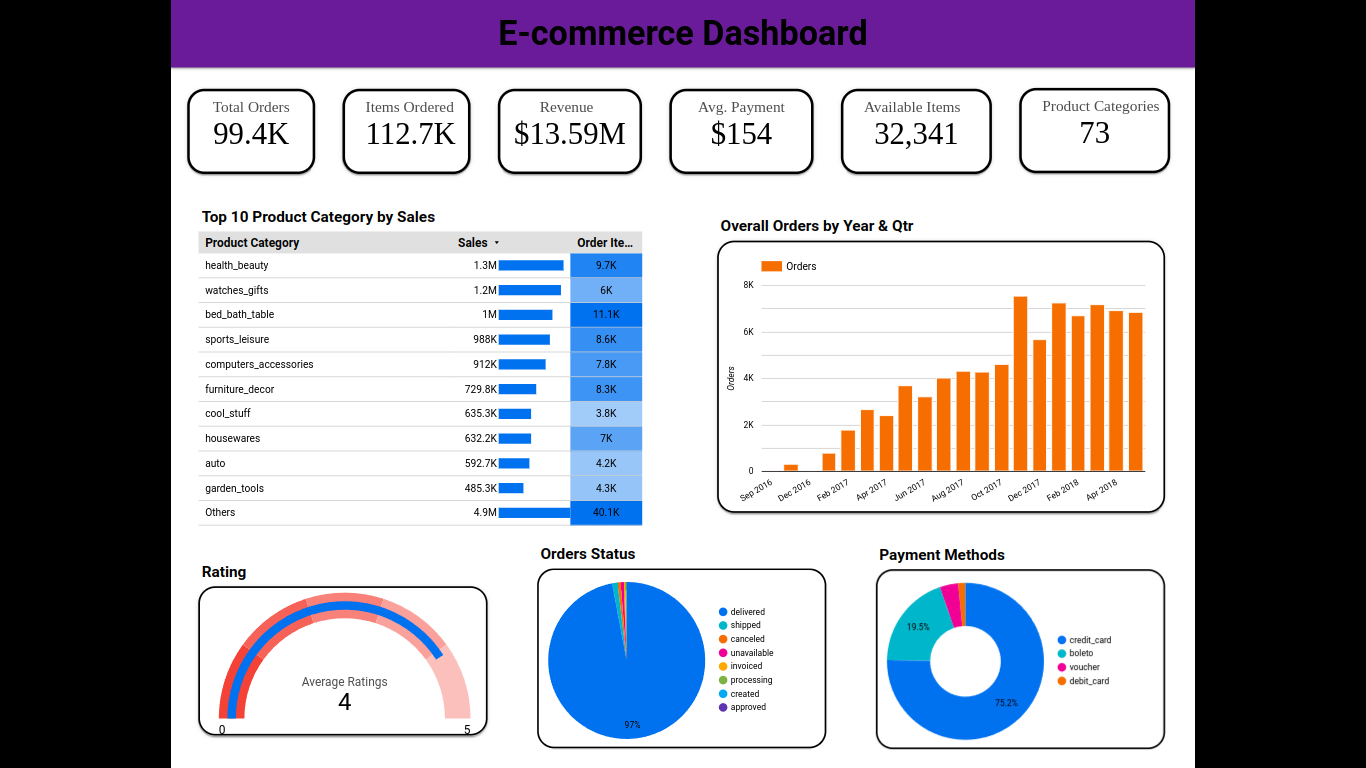 E-commerce Dashboard
Total Orders
99.4K
Items Ordered
112.7K
Revenue
$13.59M
Avg. Payment
$154
Available Items
32,341
Product Categories
73
Top 10 Product Category by Sales
Product Category Sales Order Ite...
health_beauty 1.3M 9.7K
watches_gifts 1.2M 6K
bed_bath_table 1M 11.1K
sports_leisure 988K 8.6K
computers_accessories 912K 7.8K
furniture_decor 729.8K 8.3K
cool_stuff 635.3K 3.8K
housewares 632.2K 7K
auto 592.7K 4.2K
garden_tools 485.3K 4.3K
Others 4.9M 40.1K
Overall Orders by Year & Qtr
Orders
8K
6K
4K
2K
0
Orders
Sep 2016 Dec 2016 Feb 2017 Apr 2017 Jun 2017 Aug 2017 Oct 2017 Dec 2017 Feb 2018 Apr 2018
Rating
Average Ratings
4
0 5
Orders Status
97%
delivered
shipped
canceled
unavailable
invoiced
processing
created
approved
Payment Methods
19.5%
75.2%
credit_card
boleto
voucher
debit_card